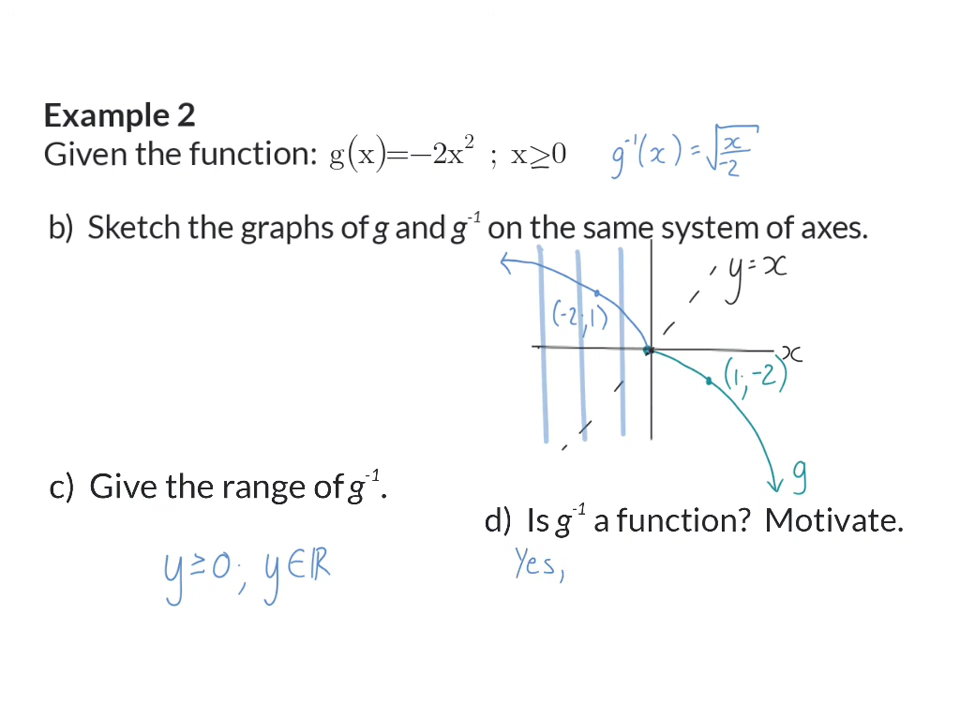 Example 2
Given the function: g(x)=−2x² ; x≥0 g⁻¹(x) = √(x/-2)
b) Sketch the graphs of g and g⁻¹ on the same system of axes.
y=x
(-2;1)
x
(1;-2)
g
c) Give the range of g⁻¹.
d) Is g⁻¹ a function? Motivate.
y≥0; y∈ℝ
Yes,